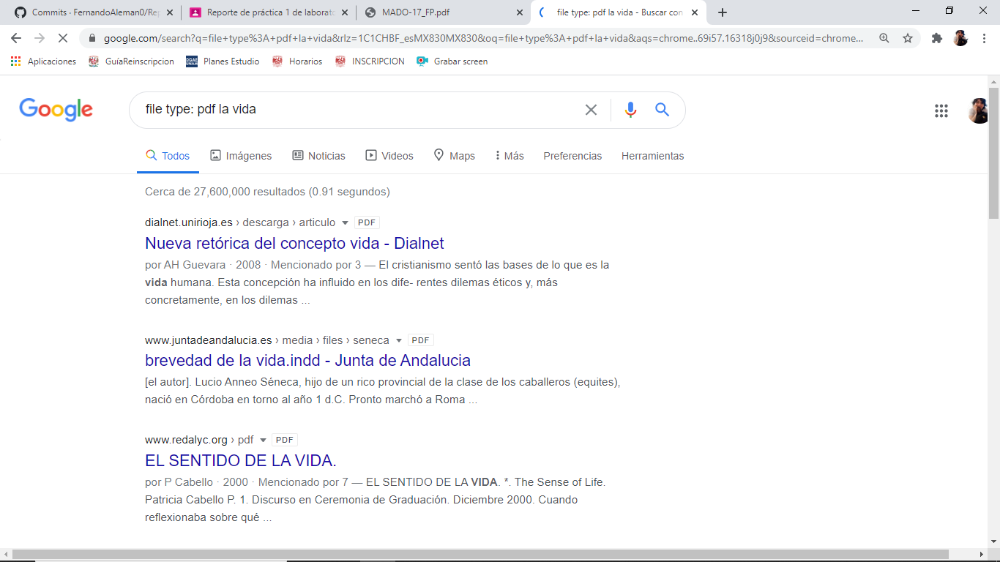 Commits · FernandoAleman0/Rep
Reporte de práctica 1 de laborato
MADO-17_FP.pdf
file type: pdf la vida - Buscar con
google.com/search?q=file+type%3A+pdf+la+vida&rlz=1C1CHBF_esMX830MX830&oq=file+type%3A+pdf+la+vida&aqs=chrome..69i57.16318j0j9&sourceid=chrome...
Aplicaciones
GuíaReinscripcion
DGAE UNAM
Planes Estudio
Horarios
INSCRIPCION
Grabar screen
Google
file type: pdf la vida
Todos
Imágenes
Noticias
Videos
Maps
Más
Preferencias
Herramientas
Cerca de 27,600,000 resultados (0.91 segundos)
dialnet.unirioja.es › descarga › articulo PDF
Nueva retórica del concepto vida - Dialnet
por AH Guevara · 2008 · Mencionado por 3 — El cristianismo sentó las bases de lo que es la
vida humana. Esta concepción ha influido en los dife- rentes dilemas éticos y, más
concretamente, en los dilemas ...
www.juntadeandalucia.es › media › files › seneca PDF
brevedad de la vida.indd - Junta de Andalucia
[el autor]. Lucio Anneo Séneca, hijo de un rico provincial de la clase de los caballeros (equites),
nació en Córdoba en torno al año 1 d.C. Pronto marchó a Roma ...
www.redalyc.org › pdf PDF
EL SENTIDO DE LA VIDA.
por P Cabello · 2000 · Mencionado por 7 — EL SENTIDO DE LA VIDA. *. The Sense of Life.
Patricia Cabello P. 1. Discurso en Ceremonia de Graduación. Diciembre 2000. Cuando
reflexionaba sobre qué ...